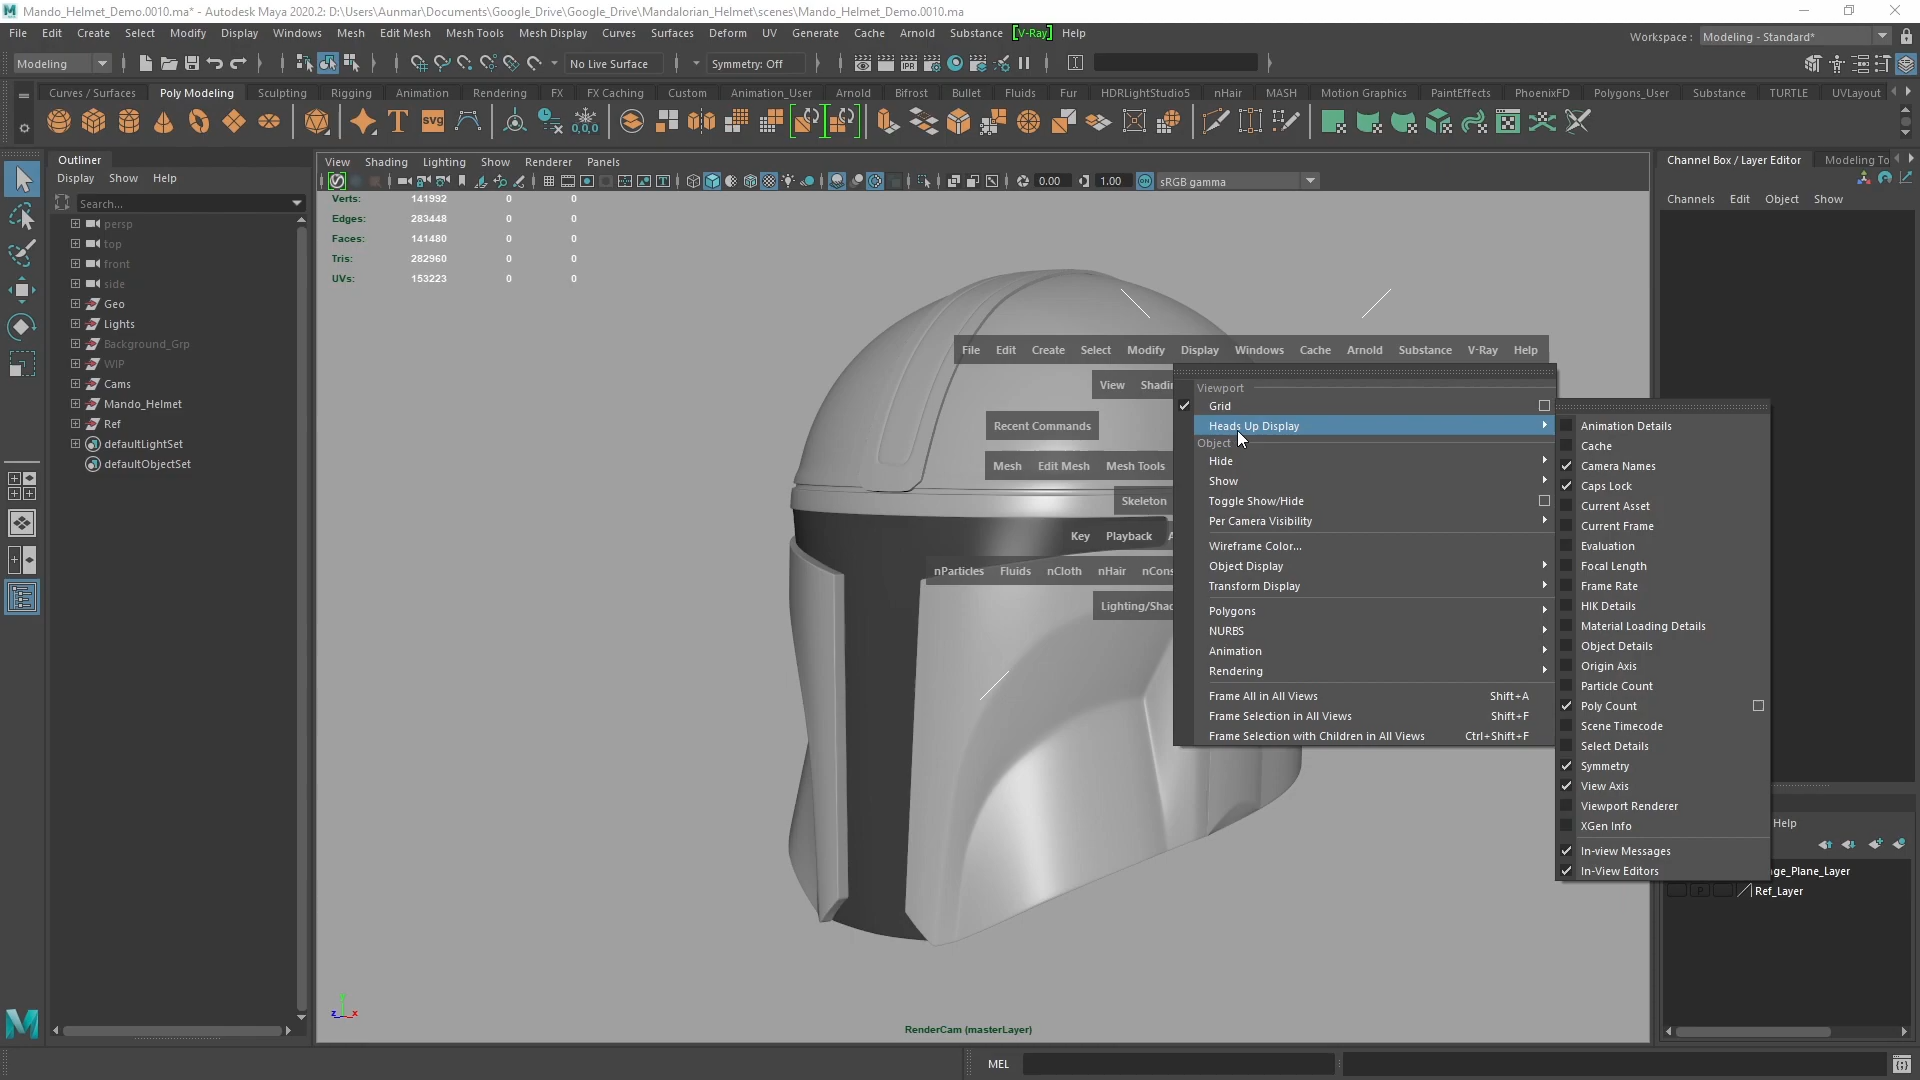 Mando_Helmet_Demo.0010.ma* - Autodesk Maya 2020.2: D:\Users\Aunmar\Documents\Google_Drive\Google_Drive\Mandalorian_Helmet\scenes\Mando_Helmet_Demo.0010.ma
File Edit Create Select Modify Display Windows Mesh Edit Mesh Mesh Tools Mesh Display Curves Surfaces Deform UV Generate Cache Arnold Substance [V-Ray] Help
Workspace : Modeling - Standard*
Modeling No Live Surface Symmetry: Off
Curves / Surfaces Poly Modeling Sculpting Rigging Animation Rendering FX FX Caching Custom Animation_User Arnold Bifrost Bullet Fluids Fur HDRLightStudio5 nHair MASH Motion Graphics PaintEffects PhoenixFD Polygons_User Substance TURTLE UVLayout
Outliner
Display Show Help
Search...
persp
top
front
side
Geo
Lights
Background_Grp
WIP
Cams
Mando_Helmet
Ref
defaultLightSet
defaultObjectSet
View Shading Lighting Show Renderer Panels
0.00 1.00 sRGB gamma
Verts: 141992 0 0
Edges: 283448 0 0
Faces: 141480 0 0
Tris: 282960 0 0
UVs: 153223 0 0
File Edit Create Select Modify Display Windows Cache Arnold Substance V-Ray Help
View
Recent Commands
Mesh Edit Mesh Mesh Tools
Skeleton
Key Playback
nParticles Fluids nCloth nHair
Viewport
Grid
Heads Up Display
Object
Hide
Show
Toggle Show/Hide
Per Camera Visibility
Wireframe Color...
Object Display
Transform Display
Polygons
NURBS
Animation
Rendering
Frame All in All Views Shift+A
Frame Selection in All Views Shift+F
Frame Selection with Children in All Views Ctrl+Shift+F
Animation Details
Cache
Camera Names
Caps Lock
Current Asset
Current Frame
Evaluation
Focal Length
Frame Rate
HIK Details
Material Loading Details
Object Details
Origin Axis
Particle Count
Poly Count
Scene Timecode
Select Details
Symmetry
View Axis
Viewport Renderer
XGen Info
In-view Messages
In-View Editors
RenderCam (masterLayer)
Channel Box / Layer Editor Modeling To
Channels Edit Object Show
Help
age_Plane_Layer
P Ref_Layer
MEL